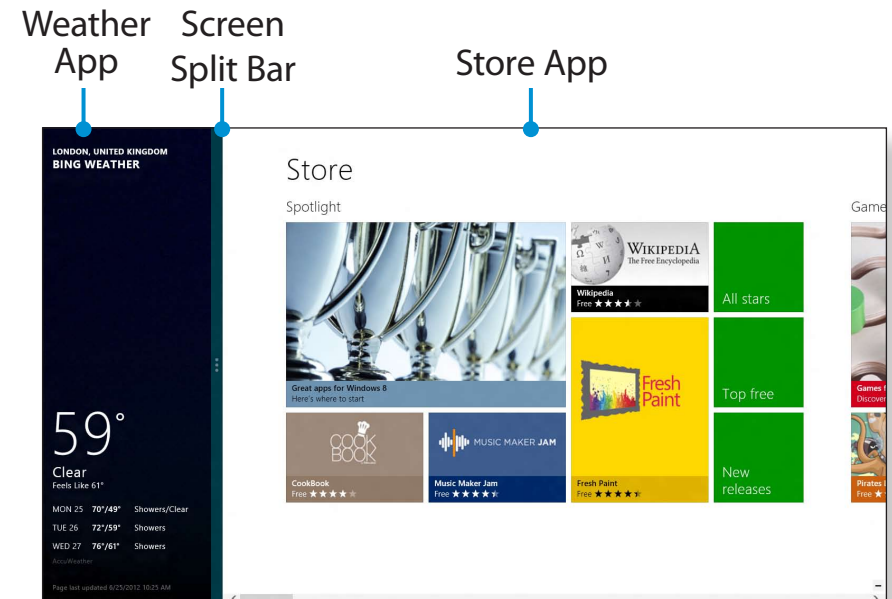 Weather App
Screen Split Bar
Store App
LONDON, UNITED KINGDOM
BING WEATHER
59°
Clear
Feels Like 61°
MON 25 70°/49° Showers/Clear
TUE 26 72°/59° Showers
WED 27 76°/61° Showers
AccuWeather
Page last updated 6/25/2012 10:25 AM
Store
Spotlight
Great apps for Windows 8
Here's where to start
WIKIPEDIA
The Free Encyclopedia
Wikipedia
Free
All stars
Fresh
Paint
Fresh Paint
Free
Top free
COOK
BOOK
CookBook
Free
MUSIC MAKER JAM
Music Maker Jam
Free
New
releases
Game
Games
Discover
Pirates
Free